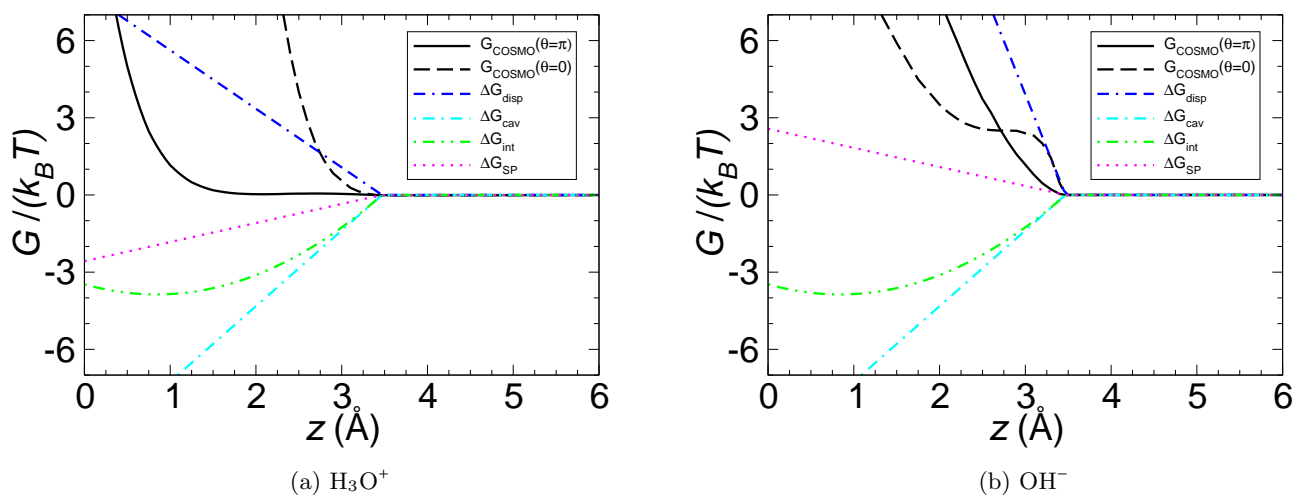 6
3
0
-3
-6
G /(k_B T)
G_COSMO(θ=π)
G_COSMO(θ=0)
ΔG_disp
ΔG_cav
ΔG_int
ΔG_SP
0 1 2 3 4 5 6
z (Å)
(a) H₃O⁺
6
3
0
-3
-6
G /(k_B T)
G_COSMO(θ=π)
G_COSMO(θ=0)
ΔG_disp
ΔG_cav
ΔG_int
ΔG_SP
0 1 2 3 4 5 6
z (Å)
(b) OH⁻